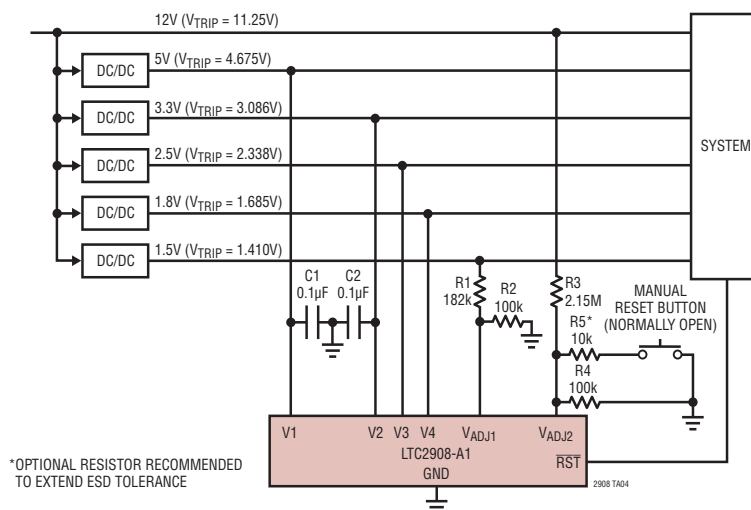 12V (VTRIP = 11.25V)
5V (VTRIP = 4.675V)
DC/DC
3.3V (VTRIP = 3.086V)
DC/DC
2.5V (VTRIP = 2.338V)
DC/DC
1.8V (VTRIP = 1.685V)
DC/DC
1.5V (VTRIP = 1.410V)
DC/DC
SYSTEM
C1
0.1µF
C2
0.1µF
R1
182k
R2
100k
R3
2.15M
R5*
10k
MANUAL
RESET BUTTON
(NORMALLY OPEN)
R4
100k
V1
V2
V3
V4
VADJ1
VADJ2
LTC2908-A1
GND
RST
*OPTIONAL RESISTOR RECOMMENDED
TO EXTEND ESD TOLERANCE
2908 TA04